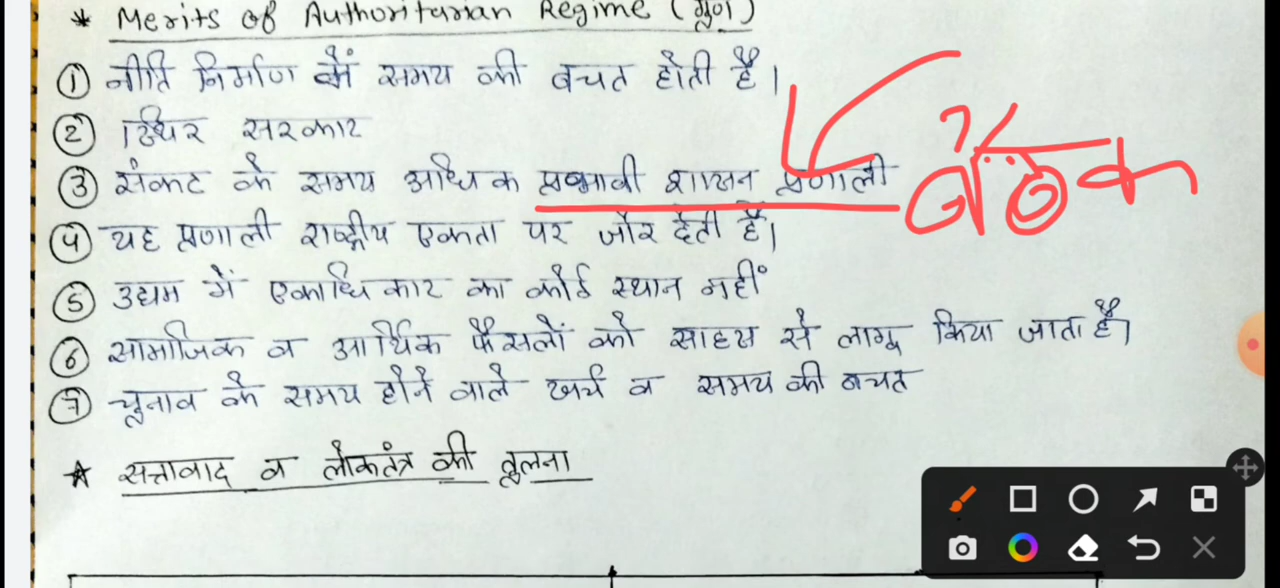 * Merits of Authoritarian Regime (गुण)
① नीति निर्माण में समय की बचत होती है।
② स्थिर सरकार
③ संकट के समय अधिक प्रभावी शासन प्रणाली
④ यह प्रणाली राष्ट्रीय एकता पर जोर देती है।
⑤ उद्यम में एकाधिकार का कोई स्थान नहीं
⑥ सामाजिक व आर्थिक फैसलों को साहस से लागू किया जाता है।
⑦ चुनाव के समय होने वाले खर्च व समय की बचत
* सत्तावाद व लोकतंत्र की तुलना